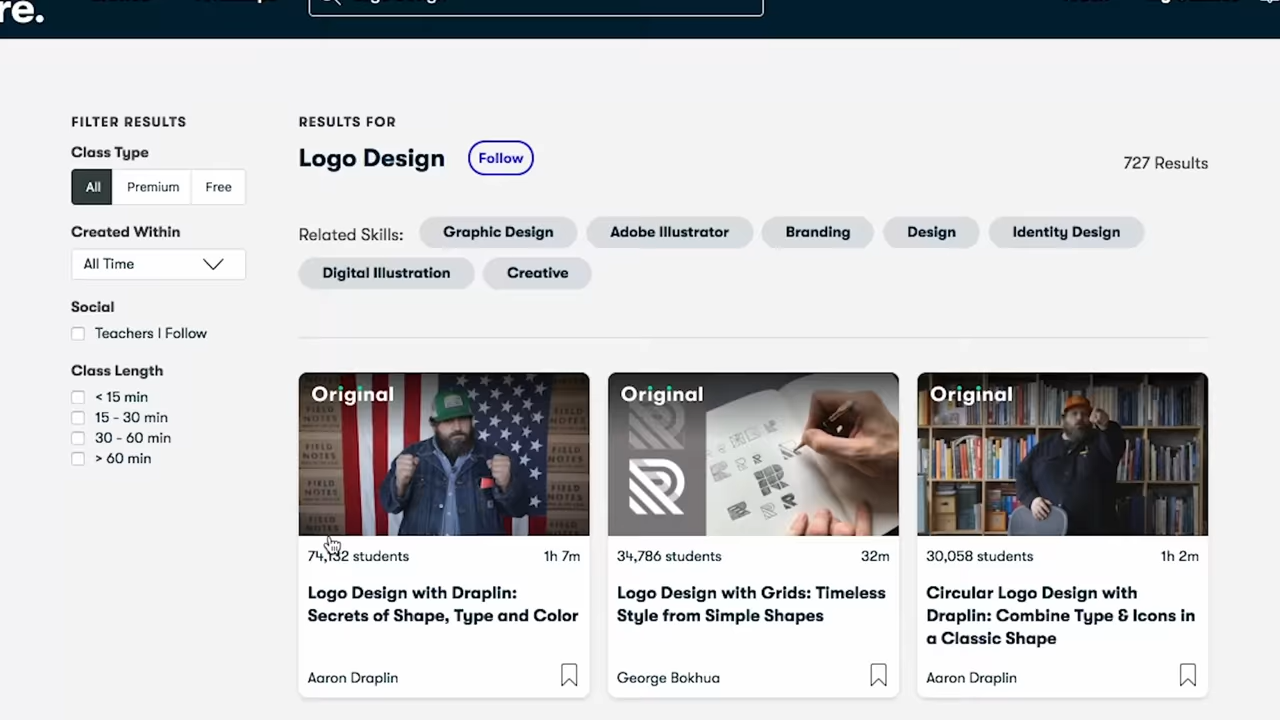 re.
FILTER RESULTS
Class Type
All Premium Free
Created Within
All Time
Social
Teachers I Follow
Class Length
< 15 min
15 - 30 min
30 - 60 min
> 60 min
RESULTS FOR
Logo Design Follow
727 Results
Related Skills: Graphic Design Adobe Illustrator Branding Design Identity Design
Digital Illustration Creative
Original
FIELD NOTES
74,132 students 1h 7m
Logo Design with Draplin:
Secrets of Shape, Type and Color
Aaron Draplin
Original
34,786 students 32m
Logo Design with Grids: Timeless
Style from Simple Shapes
George Bokhua
Original
30,058 students 1h 2m
Circular Logo Design with
Draplin: Combine Type & Icons in
a Classic Shape
Aaron Draplin